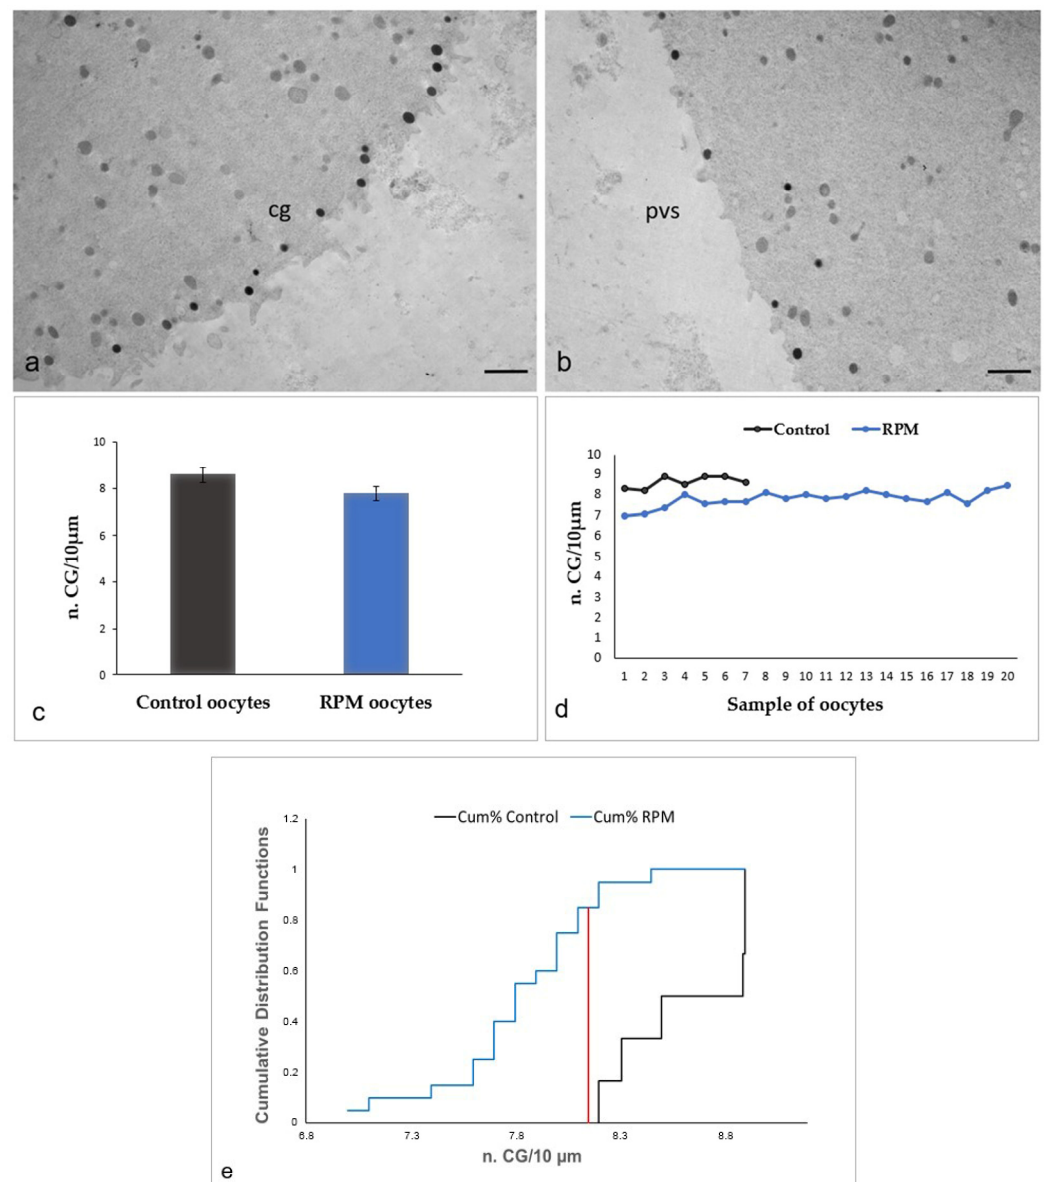 cg
a
pvs
b
10
8
6
4
2
0
n. CG/10µm
Control oocytes RPM oocytes
c
Control RPM
10
9
8
7
6
5
4
3
2
1
0
n. CG/10µm
1 2 3 4 5 6 7 8 9 10 11 12 13 14 15 16 17 18 19 20
Sample of oocytes
d
Cum% Control Cum% RPM
1.2
1
0.8
0.6
0.4
0.2
0
Cumulative Distribution Functions
6.8 7.3 7.8 8.3 8.8
n. CG/10 µm
e